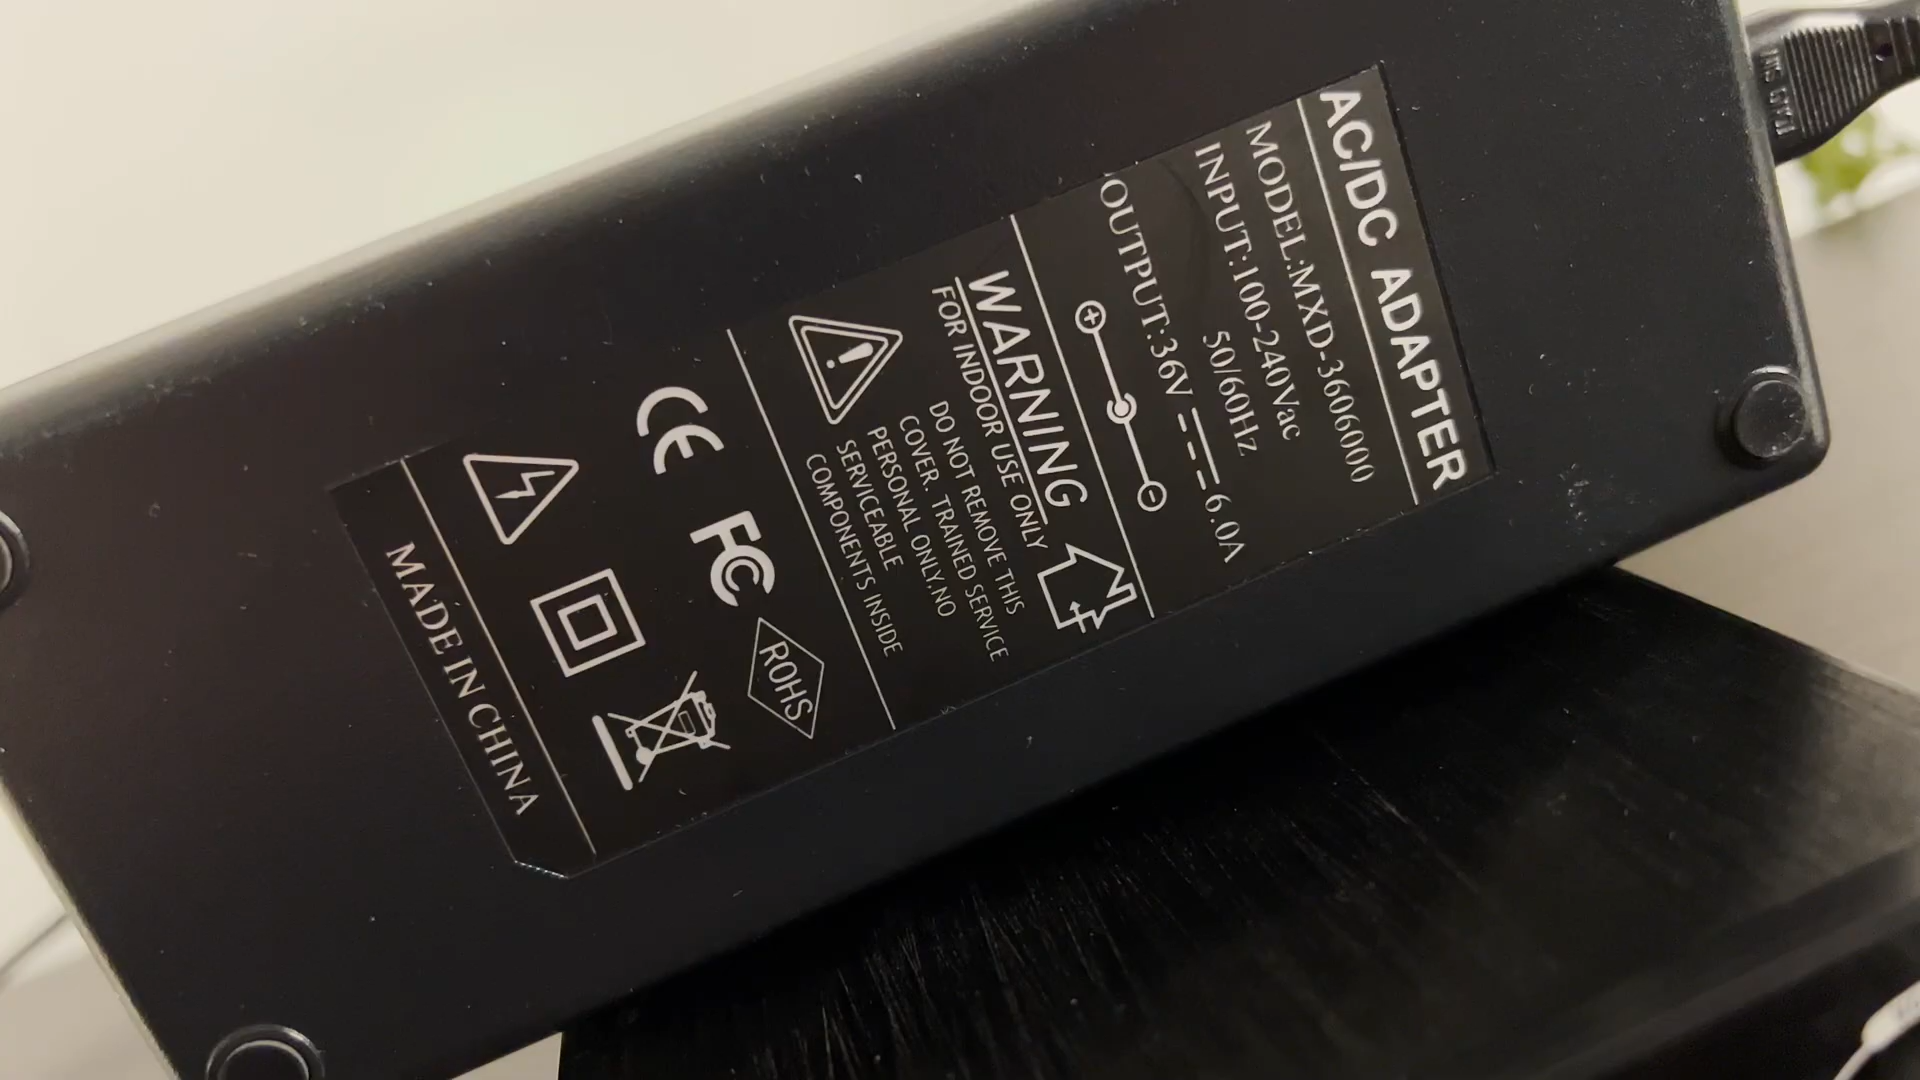 AC/DC ADAPTER
MODEL:MXD-3606000
INPUT:100-240Vac
50/60Hz
OUTPUT:36V 6.0A
WARNING
FOR INDOOR USE ONLY
DO NOT REMOVE THIS
COVER. TRAINED SERVICE
PERSONAL ONLY.NO
SERVICEABLE
COMPONENTS INSIDE
CE FC ROHS
MADE IN CHINA